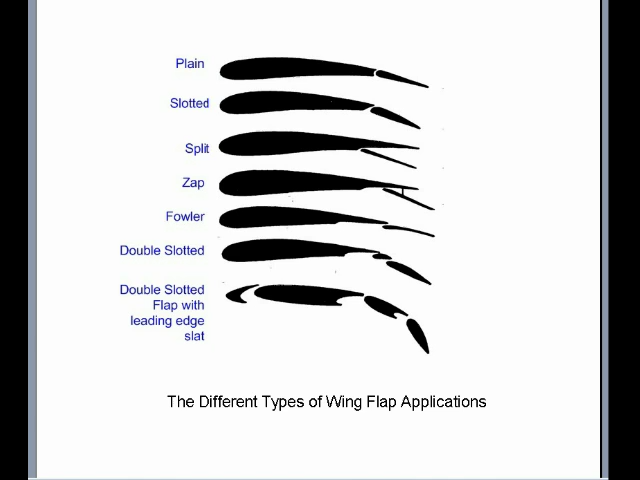 Plain
Slotted
Split
Zap
Fowler
Double Slotted
Double Slotted
Flap with
leading edge
slat
The Different Types of Wing Flap Applications